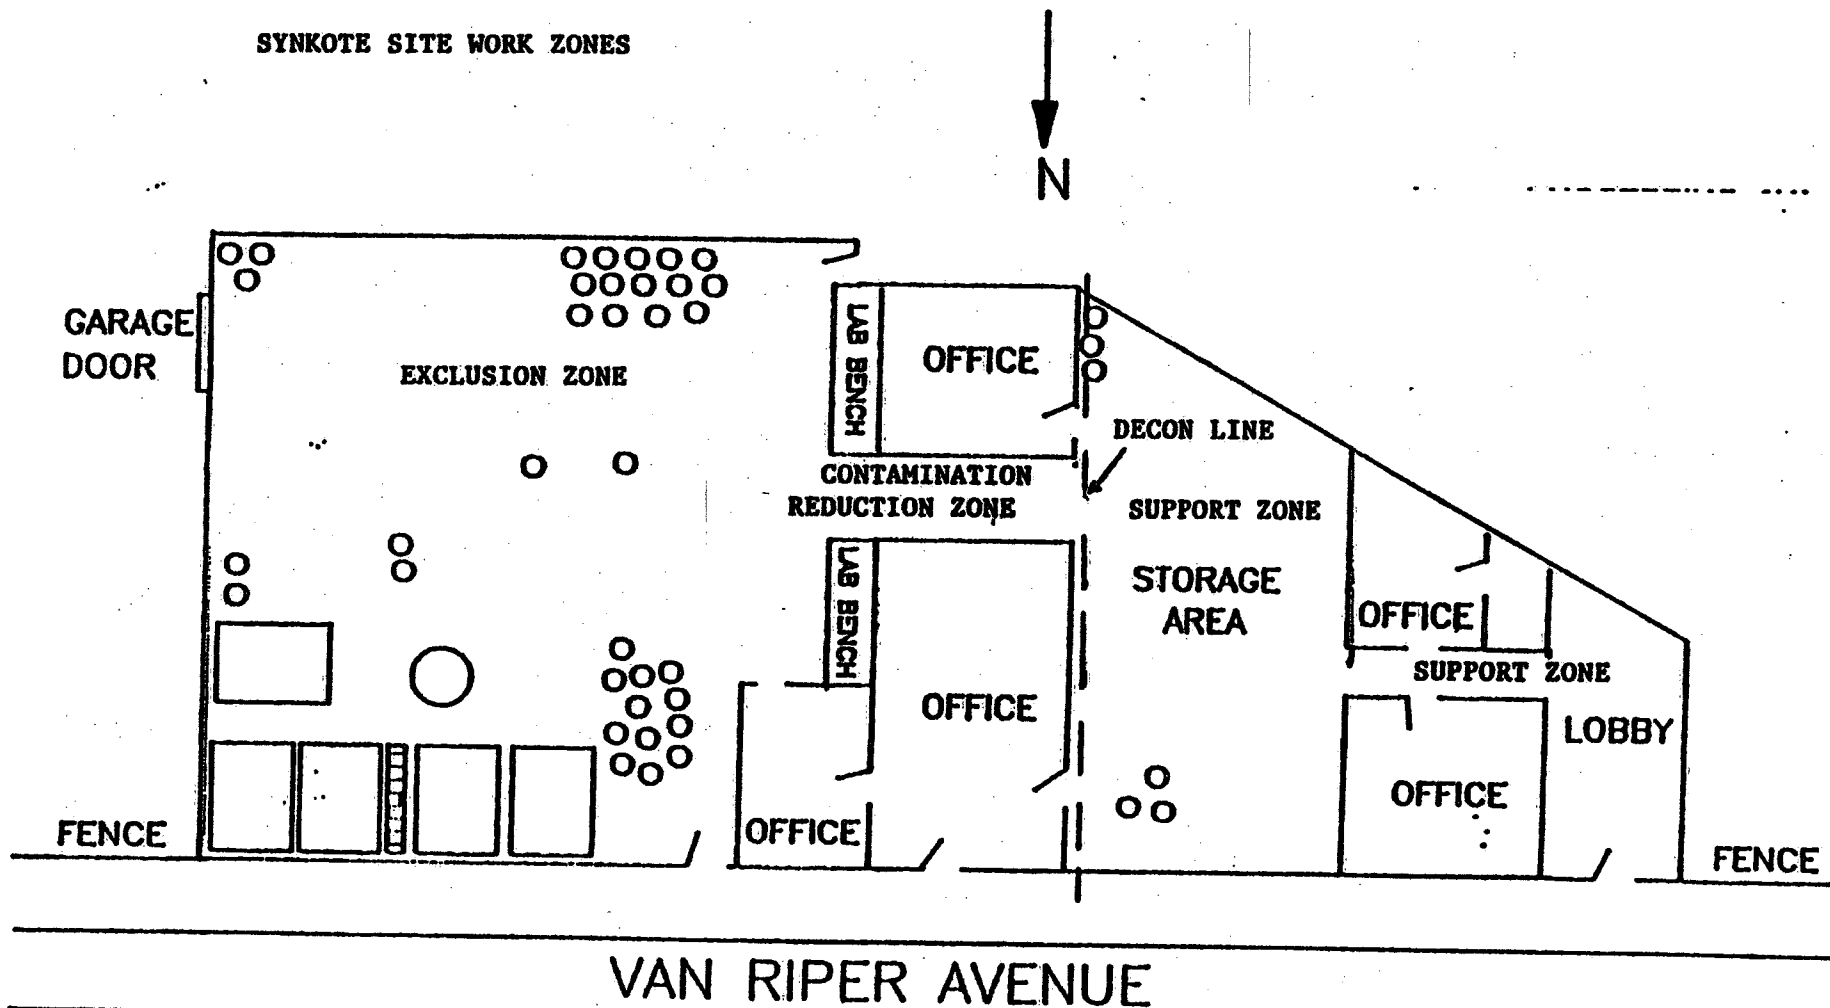 SYNKOTE SITE WORK ZONES
N
GARAGE
DOOR
EXCLUSION ZONE
LAB BENCH
OFFICE
DECON LINE
CONTAMINATION
REDUCTION ZONE
SUPPORT ZONE
LAB BENCH
STORAGE
AREA
OFFICE
SUPPORT ZONE
OFFICE
LOBBY
OFFICE
FENCE
OFFICE
FENCE
VAN RIPER AVENUE